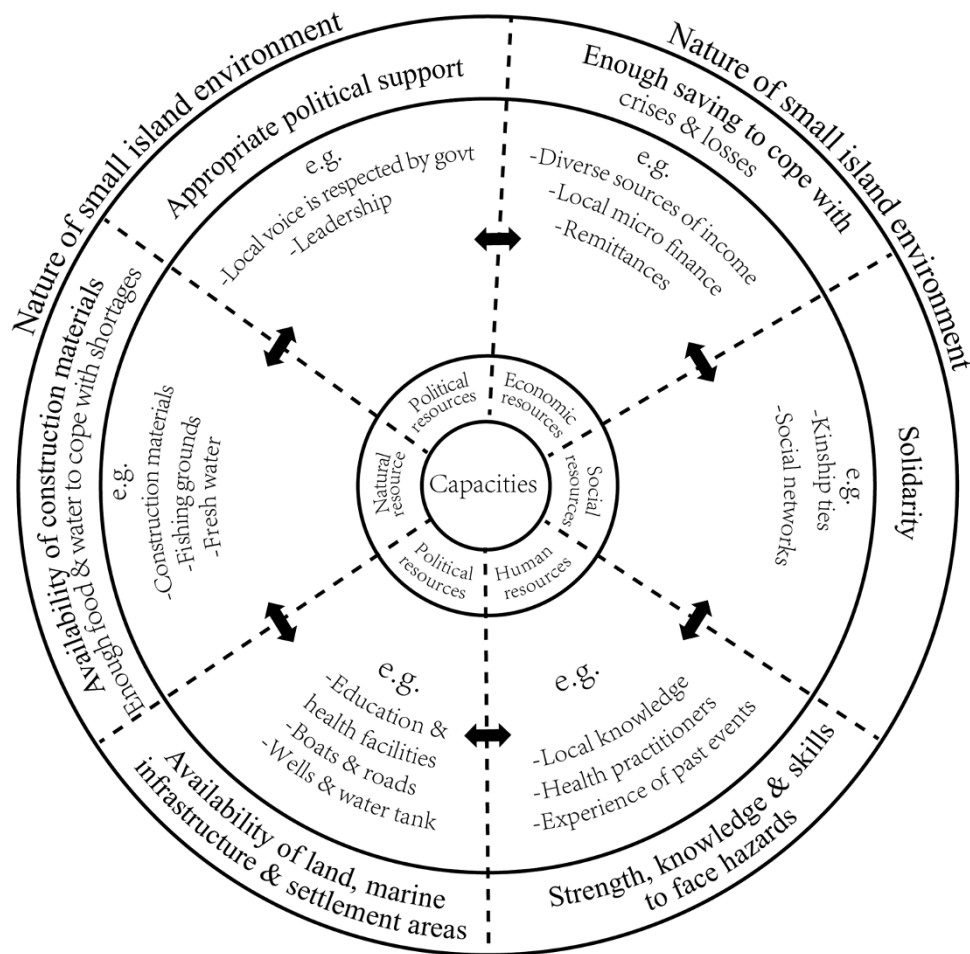 Nature of small island environment
Nature of small island environment
Appropriate political support
e.g.
-Local voice is respected by govt
-Leadership
Enough saving to cope with
crises & losses
e.g.
-Diverse sources of income
-Local micro finance
-Remittances
Solidarity
e.g.
-Kinship ties
-Social networks
Strength, knowledge & skills
to face hazards
e.g.
-Local knowledge
-Health practitioners
-Experience of past events
Availability of land, marine
infrastructure & settlement areas
e.g.
-Education &
health facilities
-Boats & roads
-Wells & water tank
Availability of construction materials
Enough food & water to cope with shortages
e.g.
-Construction materials
-Fishing grounds
-Fresh water
Political
resources
Economic
resources
Social
resources
Human
resources
Political
resources
Natural
resource
Capacities